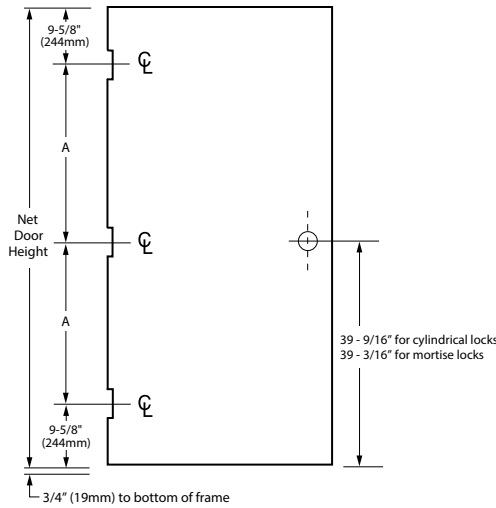 9-5/8"
(244mm)
℄
A
Net
Door
Height
℄
A
39 - 9/16" for cylindrical locks
39 - 3/16" for mortise locks
℄
9-5/8"
(244mm)
3/4" (19mm) to bottom of frame